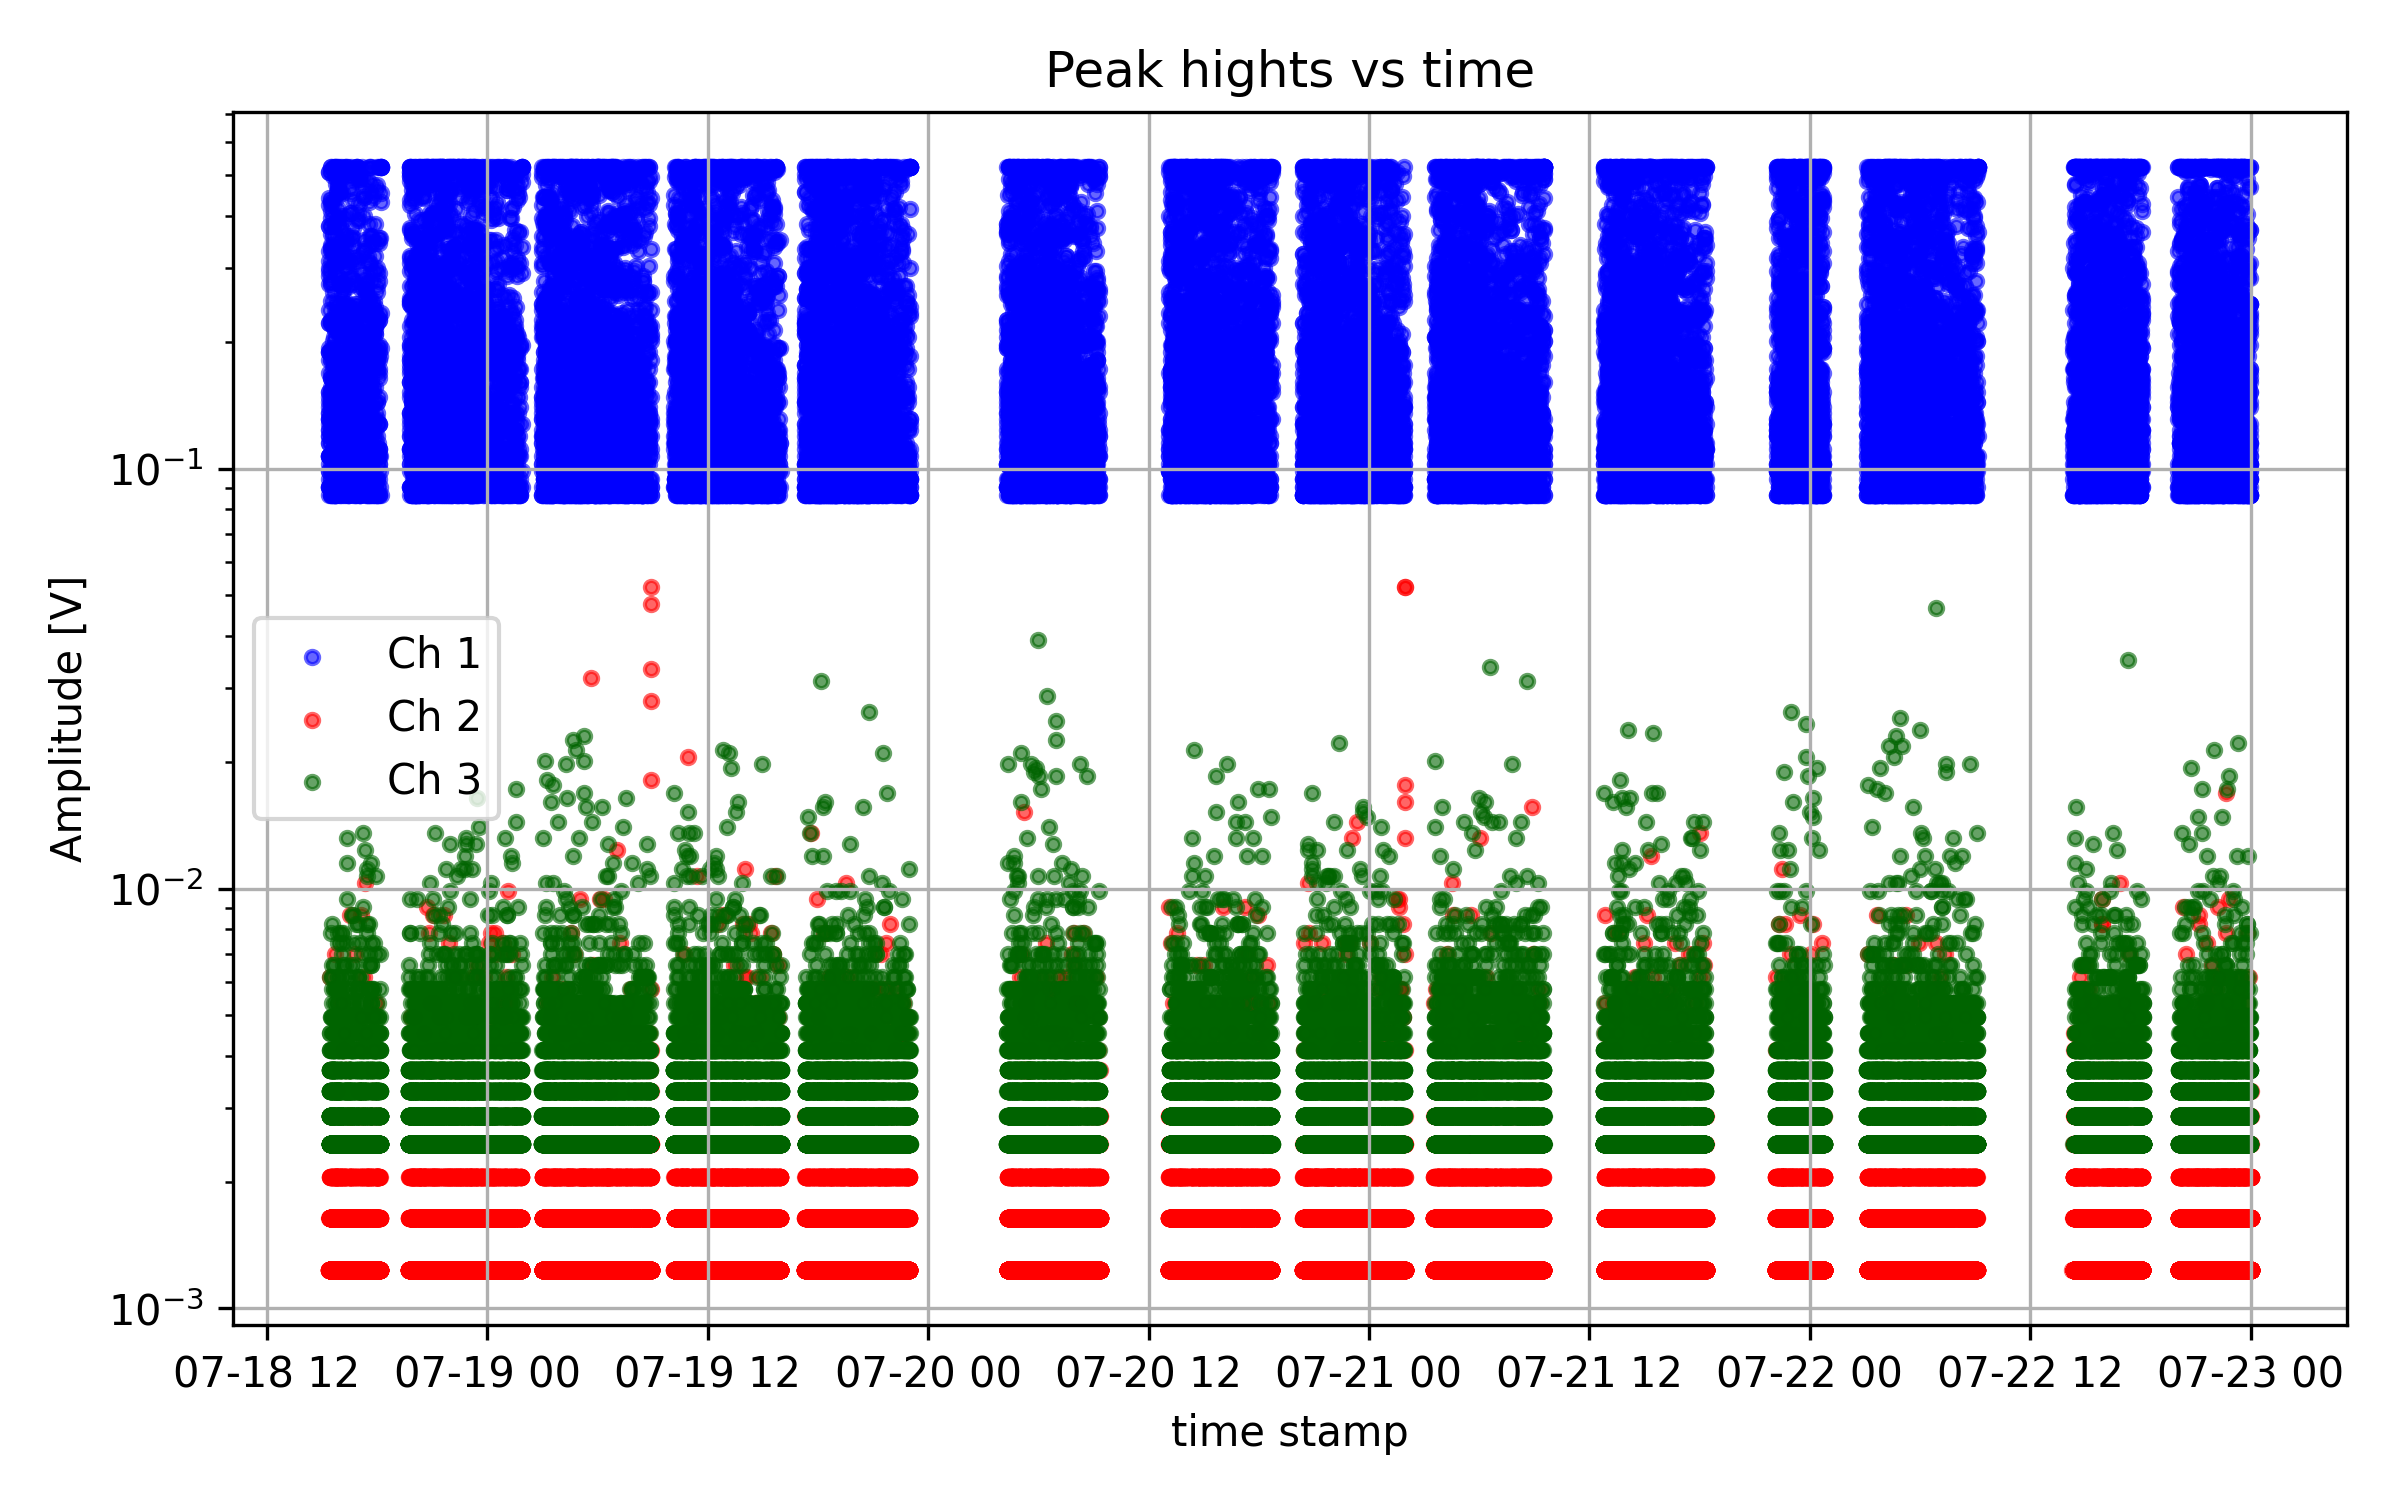 Peak hights vs time
Amplitude [V]
10⁻¹
10⁻²
10⁻³
Ch 1
Ch 2
Ch 3
07-18 12 07-19 00 07-19 12 07-20 00 07-20 12 07-21 00 07-21 12 07-22 00 07-22 12 07-23 00
time stamp